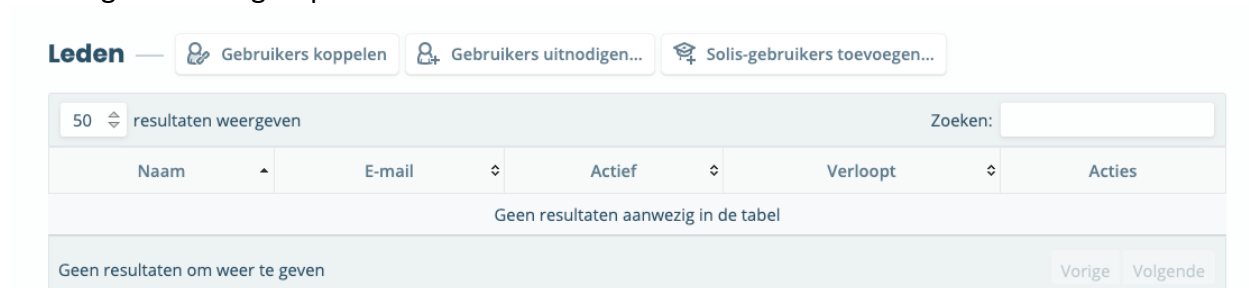 Leden
Gebruikers koppelen
Gebruikers uitnodigen...
Solis-gebruikers toevoegen...
50 resultaten weergeven
Zoeken:
Naam E-mail Actief Verloopt Acties
Geen resultaten aanwezig in de tabel
Geen resultaten om weer te geven
Vorige Volgende